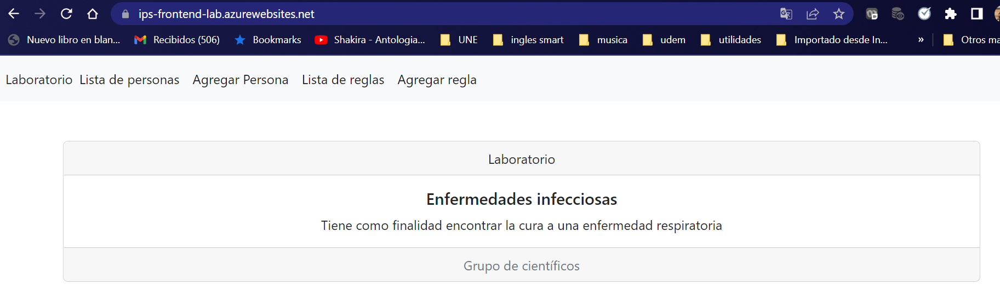 ips-frontend-lab.azurewebsites.net
Nuevo libro en blan... Recibidos (506) Bookmarks Shakira - Antologia... UNE ingles smart musica udem utilidades Importado desde In... » Otros ma
Laboratorio Lista de personas Agregar Persona Lista de reglas Agregar regla
Laboratorio
Enfermedades infecciosas
Tiene como finalidad encontrar la cura a una enfermedad respiratoria
Grupo de científicos